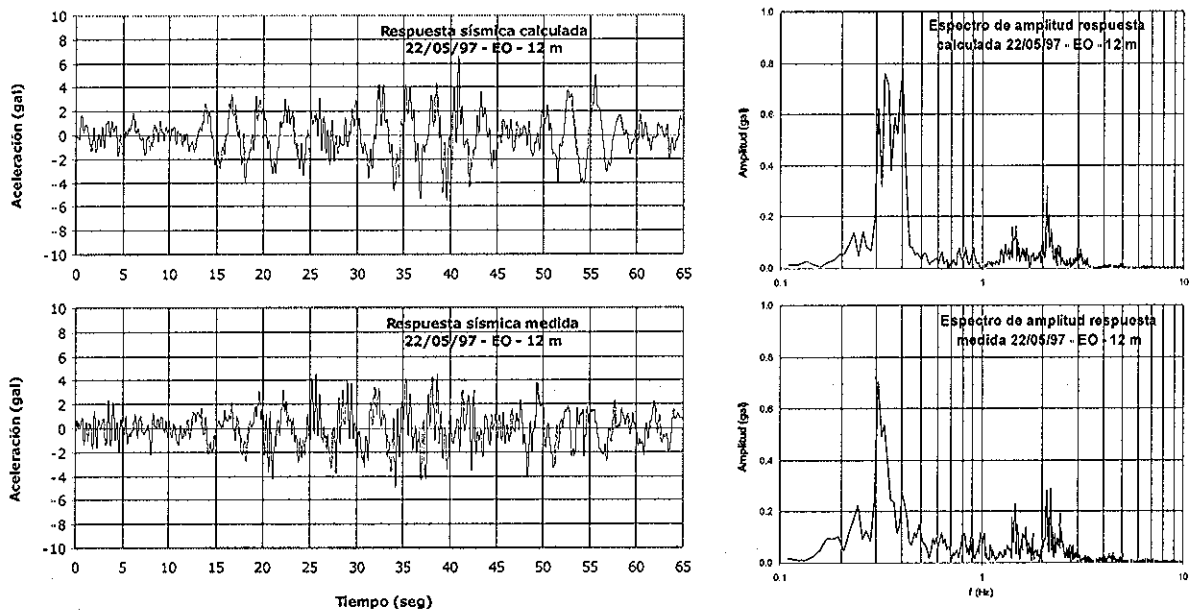 Respuesta sísmica calculada
22/05/97 - EO - 12 m
Aceleración (gal)
10
8
6
4
2
0
-2
-4
-6
-8
-10
0 5 10 15 20 25 30 35 40 45 50 55 60 65
Espectro de amplitud respuesta
calculada 22/05/97 - EO - 12 m
Amplitud (gal)
1.0
0.8
0.6
0.4
0.2
0.0
0.1 1 10
Respuesta sísmica medida
22/05/97 - EO - 12 m
Aceleración (gal)
10
8
6
4
2
0
-2
-4
-6
-8
-10
0 5 10 15 20 25 30 35 40 45 50 55 60 65
Tiempo (seg)
Espectro de amplitud respuesta
medida 22/05/97 - EO - 12 m
Amplitud (gal)
1.0
0.8
0.6
0.4
0.2
0.0
0.1 1 10
f (Hz)